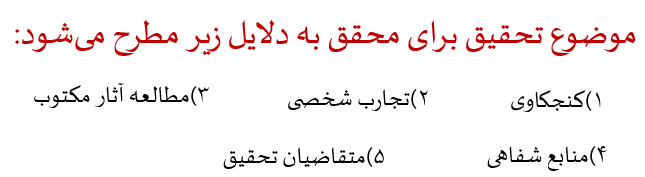 موضوع تحقیق برای محقق به دلایل زیر مطرح می‌شود:
۱)کنجکاوی ۲)تجارب شخصی ۳)مطالعه آثار مکتوب
۴)منابع شفاهی ۵)متقاضیان تحقیق